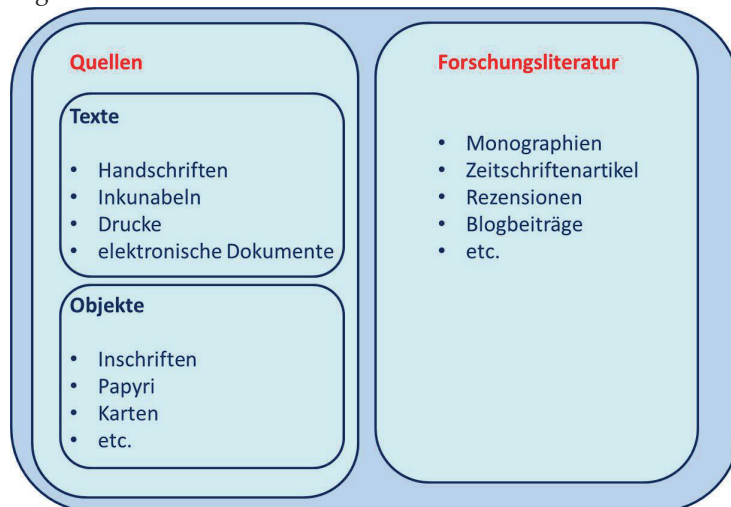 Quellen
Texte
• Handschriften
• Inkunabeln
• Drucke
• elektronische Dokumente
Objekte
• Inschriften
• Papyri
• Karten
• etc.
Forschungsliteratur
• Monographien
• Zeitschriftenartikel
• Rezensionen
• Blogbeiträge
• etc.